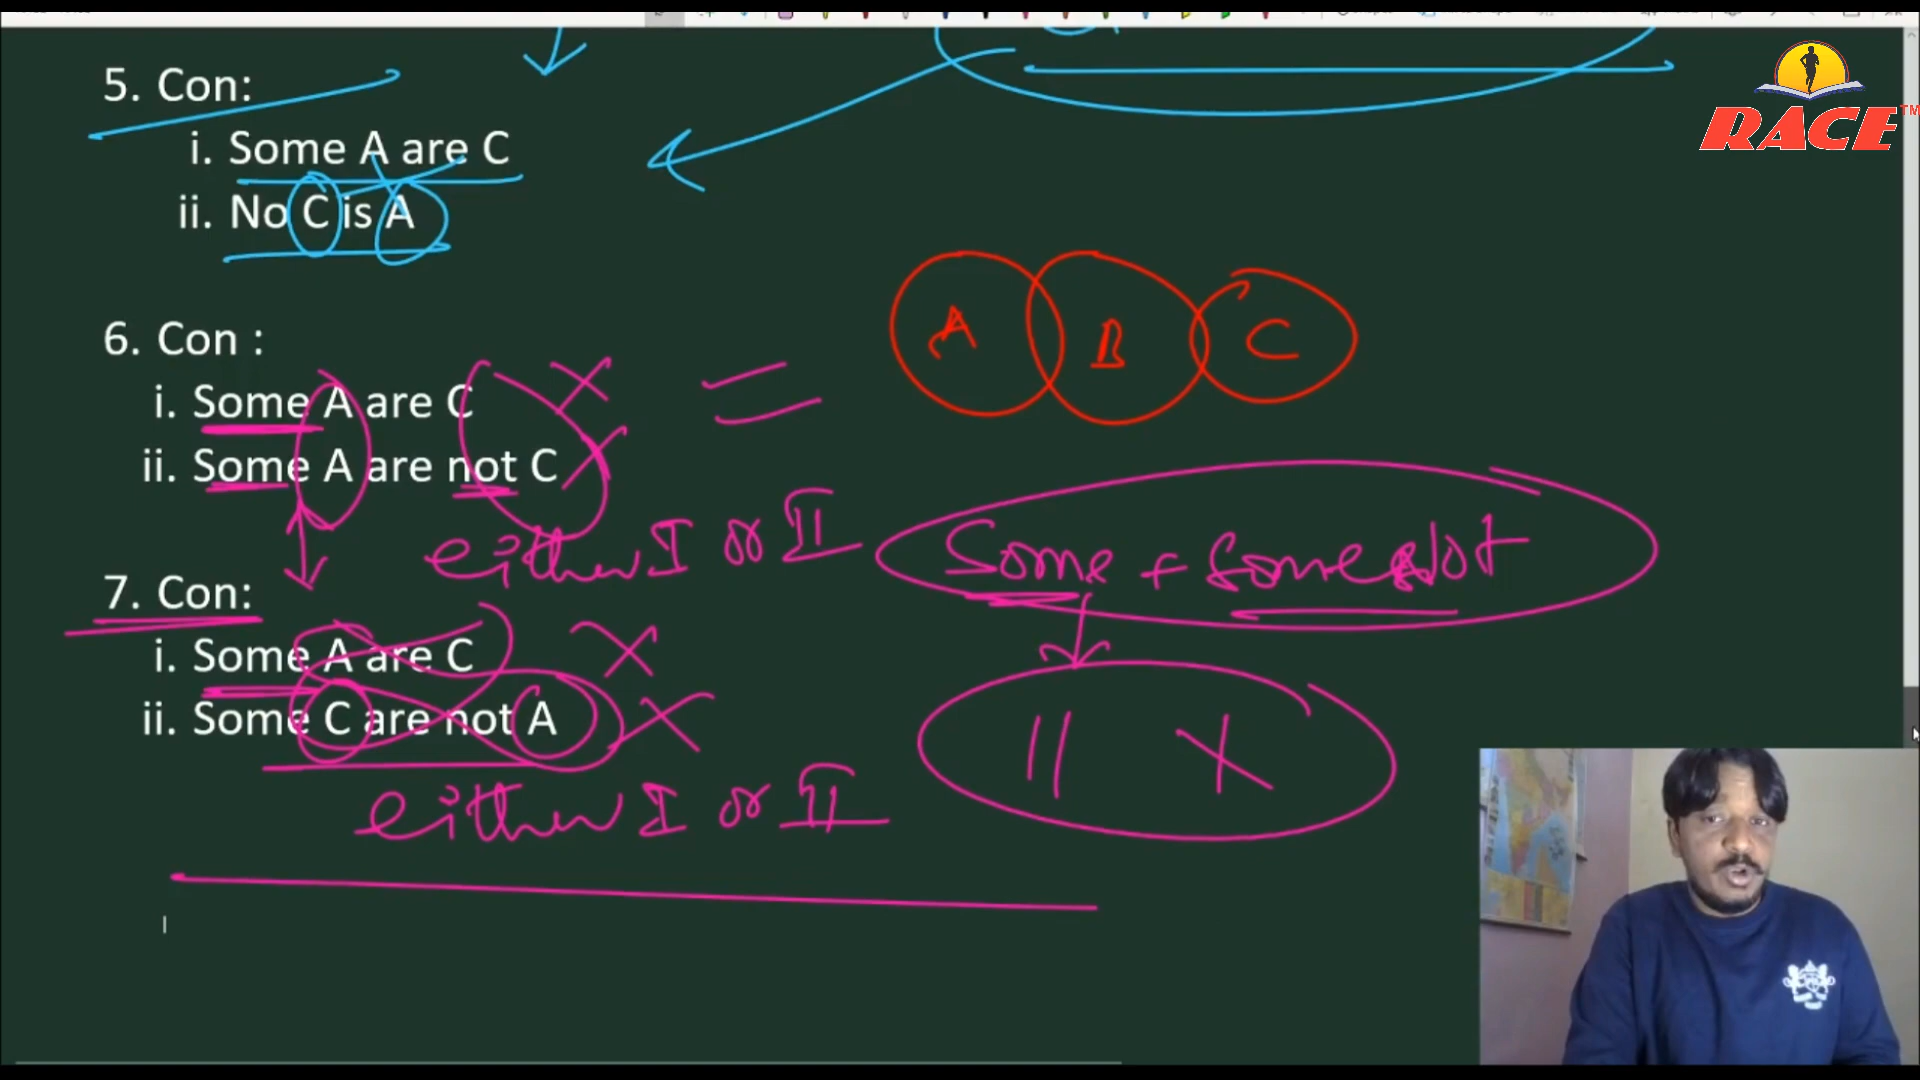 RACE™
5. Con:
i. Some A are C
ii. No C is A
A B C
6. Con :
i. Some A are C
ii. Some A are not C
either I or II
Some + Some Not
7. Con:
i. Some A are C
ii. Some C are not A
either I or II